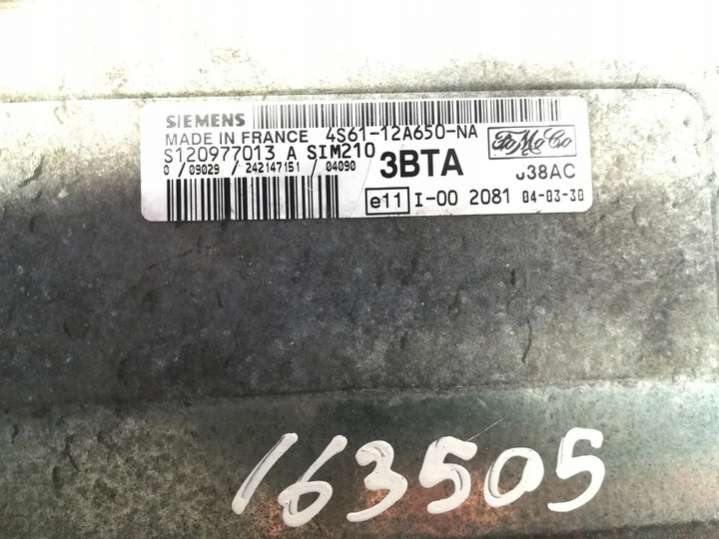 SIEMENS
MADE IN FRANCE 4S61-12A650-NA FoMoCo
S120977013 A SIM210 3BTA J38AC
0 / 09029 / 242147151 / 04090
e11 I-00 2081 04-03-30
163505